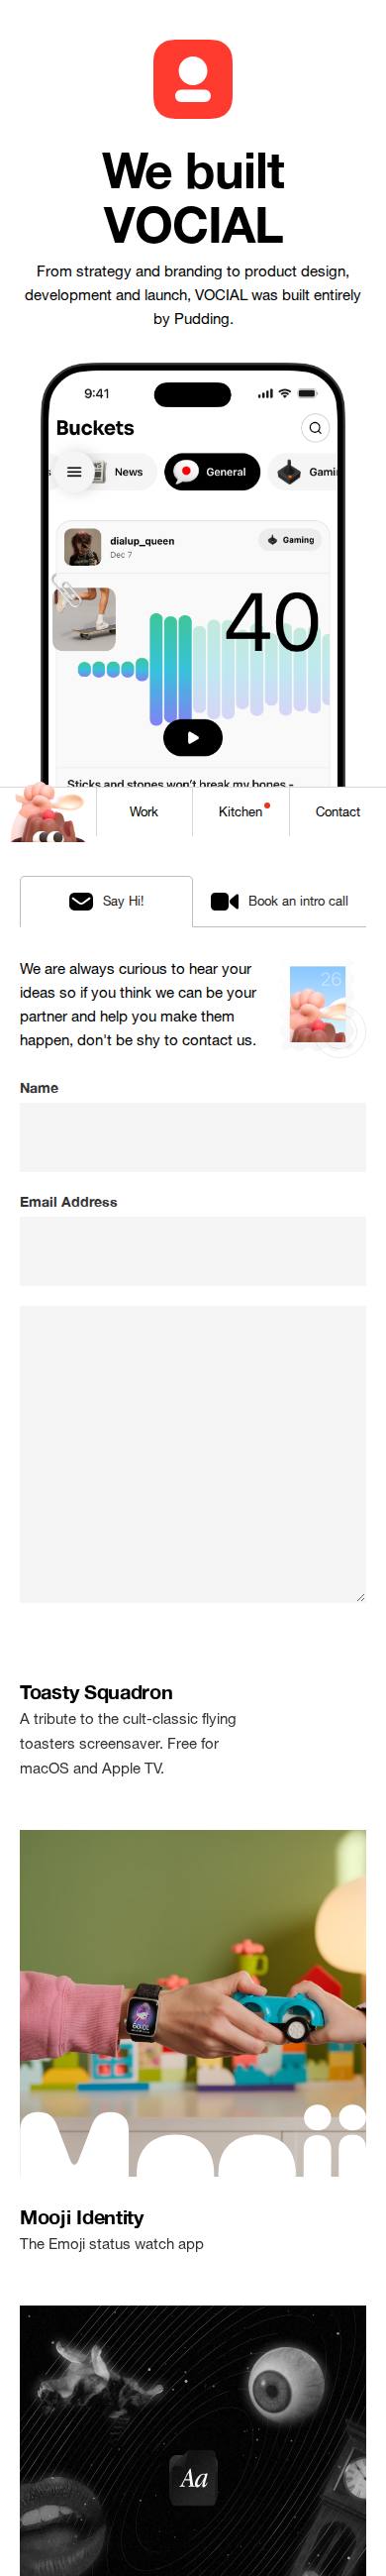 We built
VOCIAL
From strategy and branding to product design,
development and launch, VOCIAL was built entirely
by Pudding.
9:41
Buckets
s News General Gaming
dialup_queen
Dec 7
Gaming
40
Sticks and stones won't break my bones -
Work Kitchen Contact
Say Hi! Book an intro call
We are always curious to hear your
ideas so if you think we can be your
partner and help you make them
happen, don't be shy to contact us.
26
Name
Email Address
Toasty Squadron
A tribute to the cult-classic flying
toasters screensaver. Free for
macOS and Apple TV.
Mooji
Mooji Identity
The Emoji status watch app
Aa